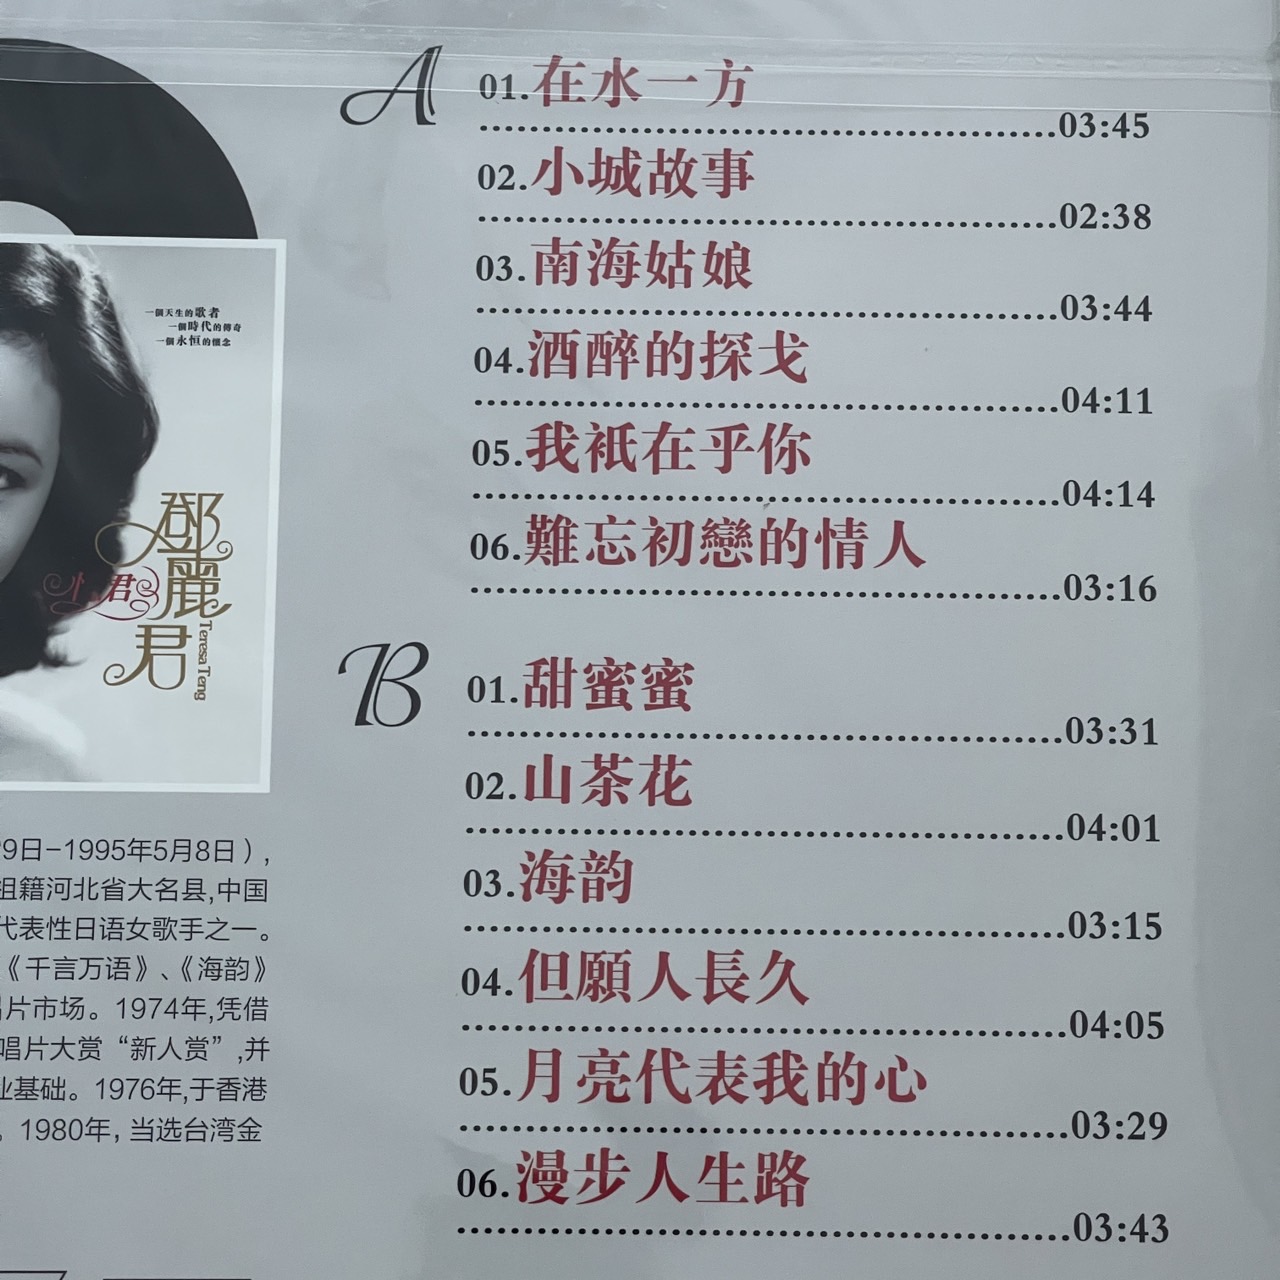 A
01.在水一方
03:45
02.小城故事
02:38
03.南海姑娘
03:44
04.酒醉的探戈
04:11
05.我衹在乎你
04:14
06.難忘初戀的情人
03:16
B
01.甜蜜蜜
03:31
02.山茶花
04:01
03.海韵
03:15
04.但願人長久
04:05
05.月亮代表我的心
03:29
06.漫步人生路
03:43
一個天生的歌者
一個時代的傳奇
一個永恒的懷念
鄧麗君
Teresa Teng
9日-1995年5月8日），
祖籍河北省大名县,中国
代表性日语女歌手之一。
《千言万语》、《海韵》
唱片市场。1974年,凭借
唱片大赏“新人赏”,并
业基础。1976年,于香港
。1980年，当选台湾金